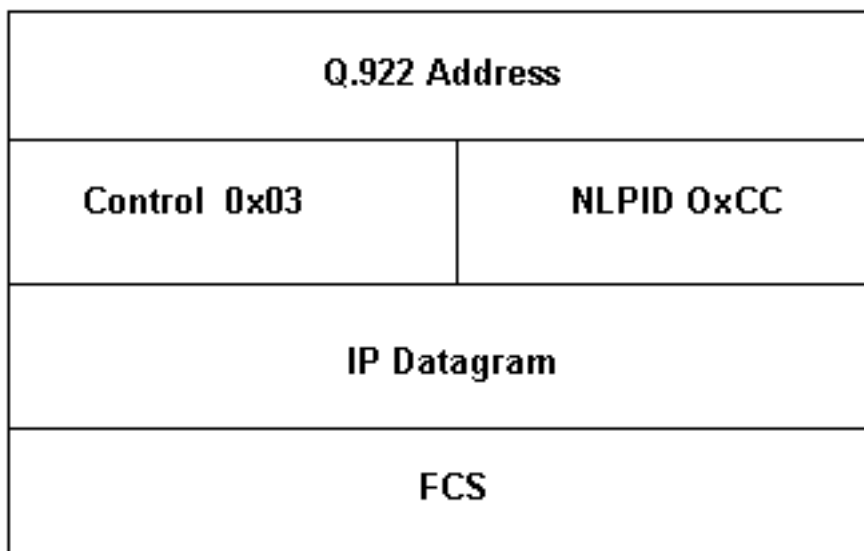 Q.922 Address
Control 0x03
NLPID OxCC
IP Datagram
FCS